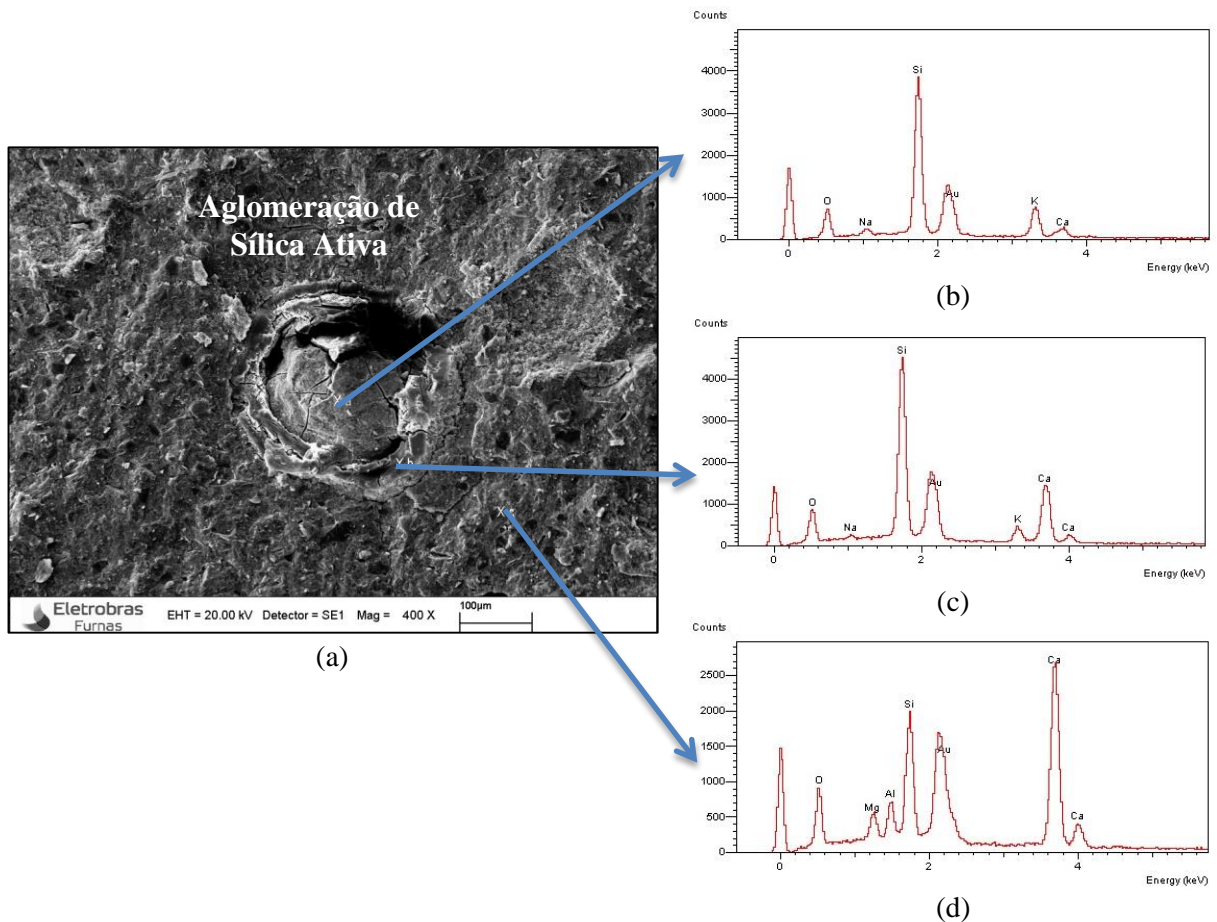 Aglomeração de
Sílica Ativa
X a
X b
X
Eletrobras
Furnas
EHT = 20.00 kV Detector = SE1 Mag = 400 X
100µm
(a)
Counts
4000
3000
2000
1000
0
Si
O
Na
Au
K
Ca
0 2 4
Energy (keV)
(b)
Counts
4000
3000
2000
1000
0
Si
O
Na
Au
K
Ca
Ca
0 2 4
Energy (keV)
(c)
Counts
2500
2000
1500
1000
500
0
O
Mg
Al
Si
Au
Ca
Ca
0 2 4
Energy (keV)
(d)